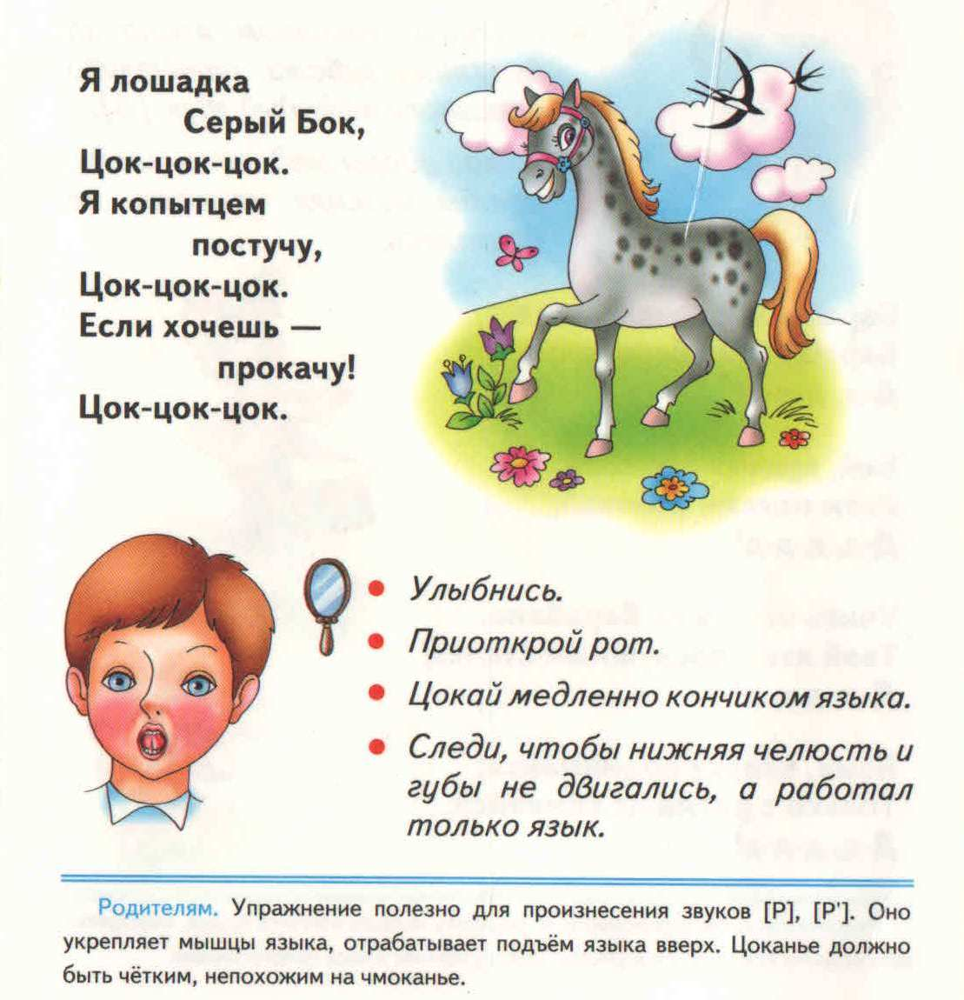 Я лошадка
Серый Бок,
Цок-цок-цок.
Я копытцем
постучу,
Цок-цок-цок.
Если хочешь —
прокачу!
Цок-цок-цок.
• Улыбнись.
• Приоткрой рот.
• Цокай медленно кончиком языка.
• Следи, чтобы нижняя челюсть и
губы не двигались, а работал
только язык.
Родителям. Упражнение полезно для произнесения звуков [Р], [Р']. Оно
укрепляет мышцы языка, отрабатывает подъём языка вверх. Цоканье должно
быть чётким, непохожим на чмоканье.